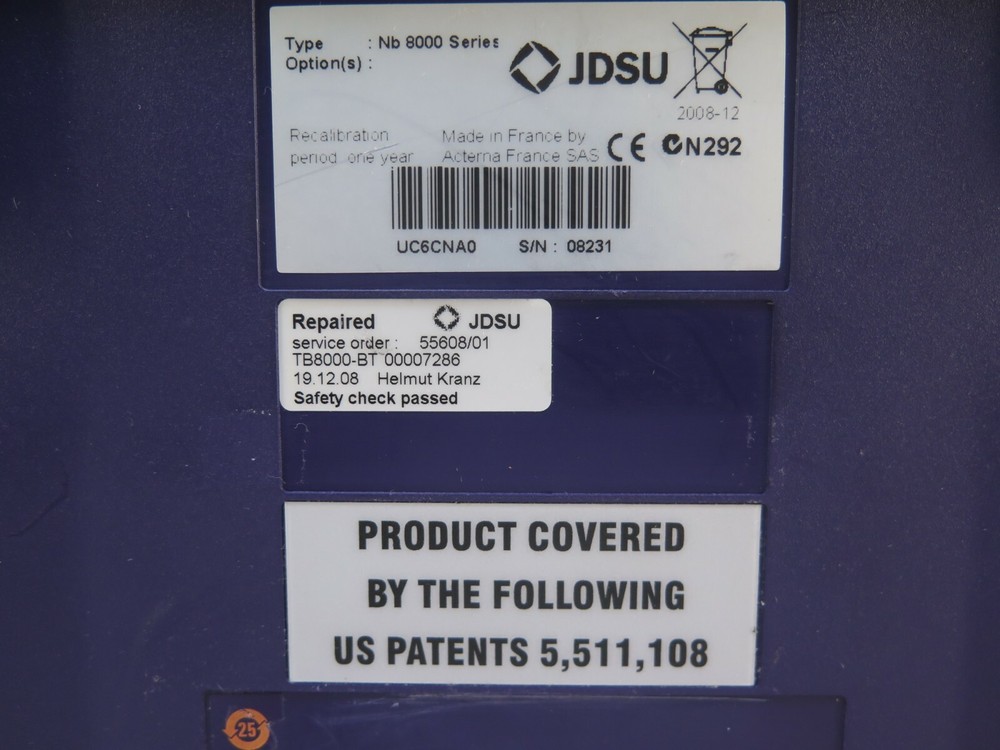 Type : Nb 8000 Series
Option(s) :
JDSU
2008-12
Recalibration period one year
Made in France by Acterna France SAS
CE N292
UC6CNA0 S/N : 08231
Repaired JDSU
service order : 55608/01
TB8000-BT 00007286
19.12.08 Helmut Kranz
Safety check passed
PRODUCT COVERED
BY THE FOLLOWING
US PATENTS 5,511,108
25